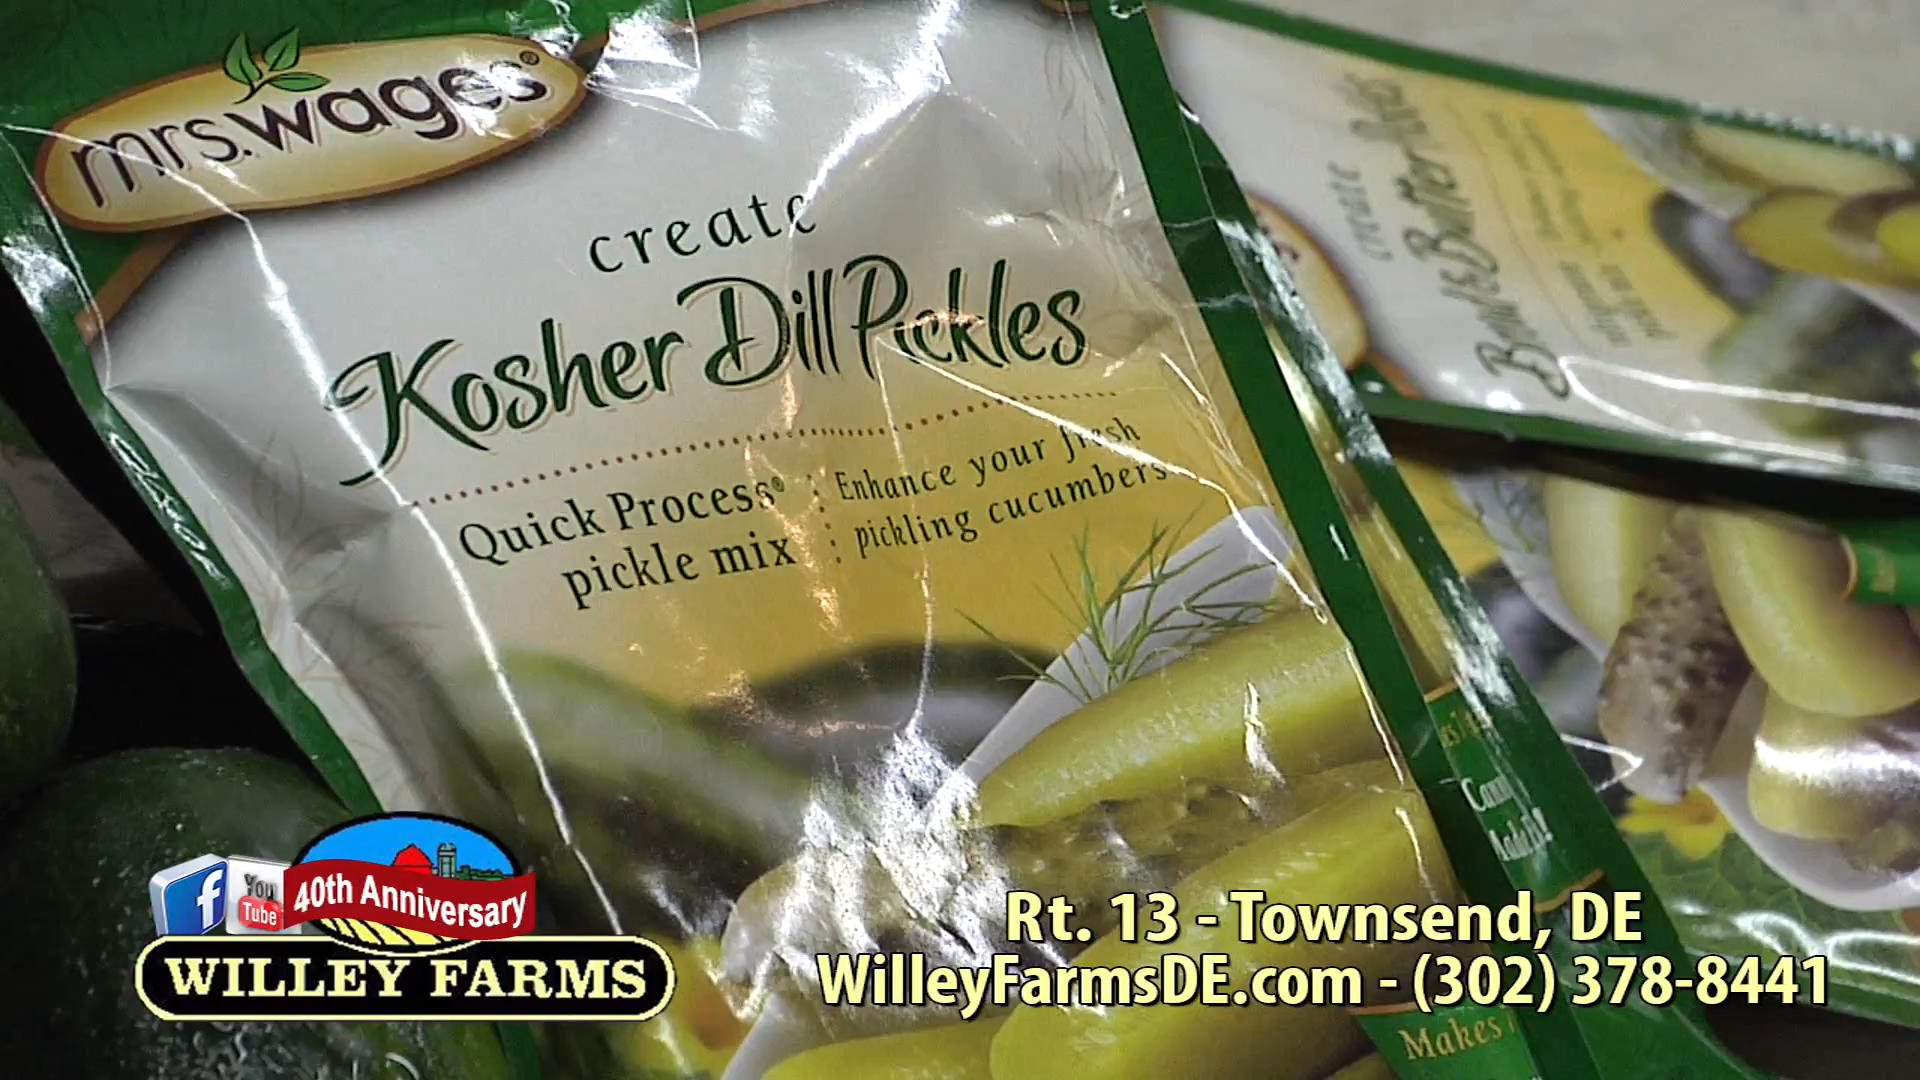 mrs.wages®
create
Kosher Dill Pickles
Quick Process®
pickle mix
Enhance your fresh
pickling cucumbers
create
Bread & Butter Pickles
Makes
You
Tube
40th Anniversary
WILLEY FARMS
Rt. 13 - Townsend, DE
WilleyFarmsDE.com - (302) 378-8441